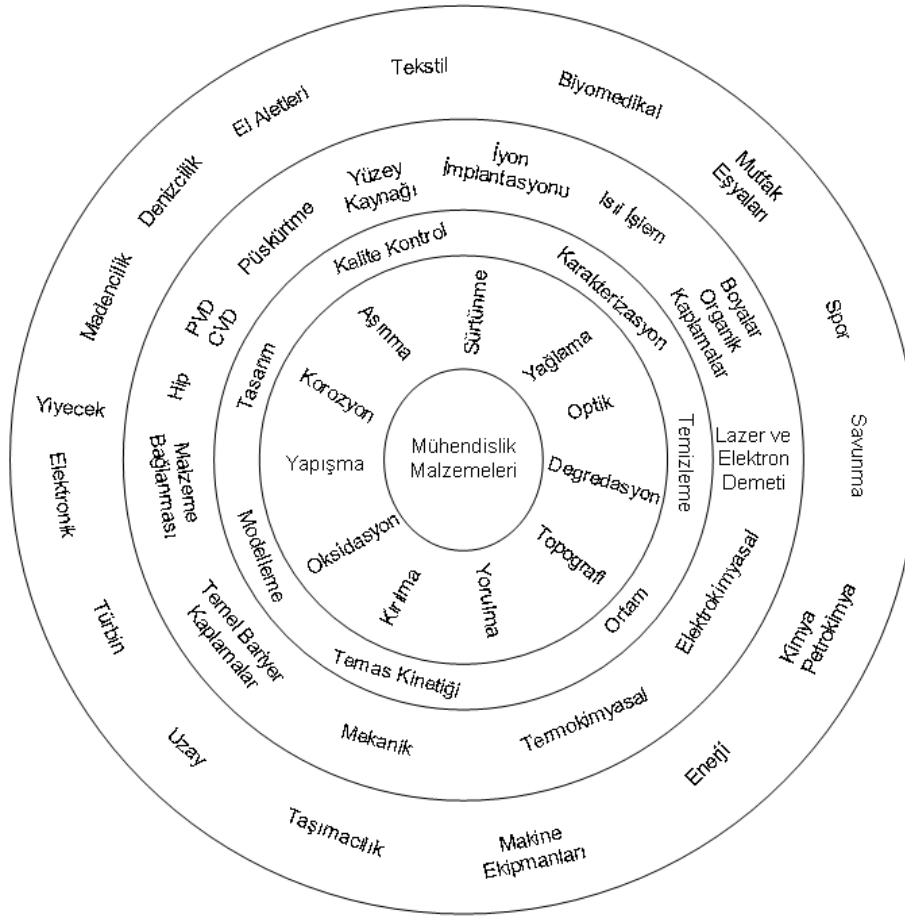 Tekstil
Biyomedikal
Mutfak
Eşyaları
Spor
Savunma
Kimya
Petrokimya
Enerji
Makine
Ekipmanları
Taşımacılık
Uzay
Türbin
Elektronik
Yiyecek
Madencilik
Denizcilik
El Aletleri
İyon
İmplantasyonu
Isıl İşlem
Boyalar
Organik
Kaplamalar
Lazer ve
Elektron
Demeti
Elektrokimyasal
Termokimyasal
Mekanik
Temel Bariyer
Kaplamalar
Malzeme
Bağlanması
Hip
PVD
CVD
Püskürtme
Yüzey
Kaynağı
Kalite Kontrol
Karakterizasyon
Temizleme
Ortam
Temas Kinetiği
Modelleme
Tasarım
Sürtünme
Yağlama
Optik
Degredasyon
Topografi
Yorulma
Kırılma
Oksidasyon
Yapışma
Korozyon
Aşınma
Mühendislik
Malzemeleri